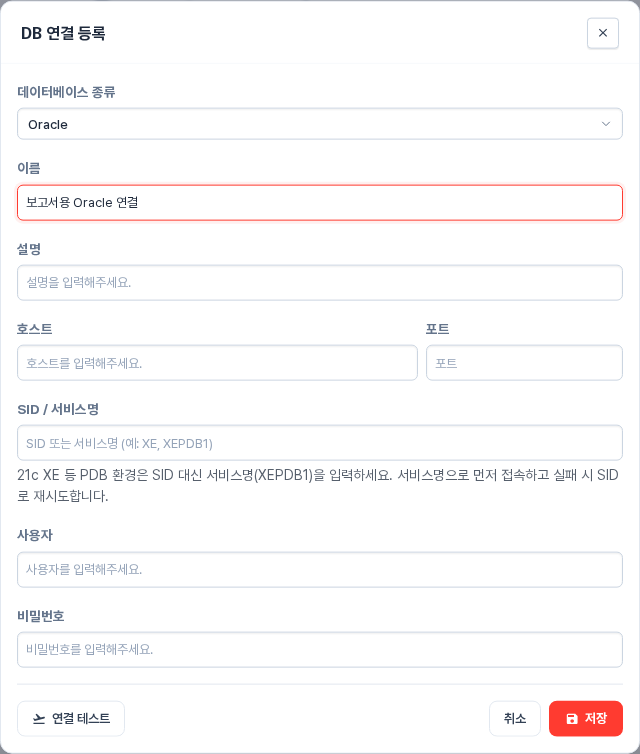 DB 연결 등록
데이터베이스 종류
Oracle
이름
보고서용 Oracle 연결
설명
설명을 입력해주세요.
호스트
포트
호스트를 입력해주세요.
포트
SID / 서비스명
SID 또는 서비스명 (예: XE, XEPDB1)
21c XE 등 PDB 환경은 SID 대신 서비스명(XEPDB1)을 입력하세요. 서비스명으로 먼저 접속하고 실패 시 SID
로 재시도합니다.
사용자
사용자를 입력해주세요.
비밀번호
비밀번호를 입력해주세요.
연결 테스트
취소
저장